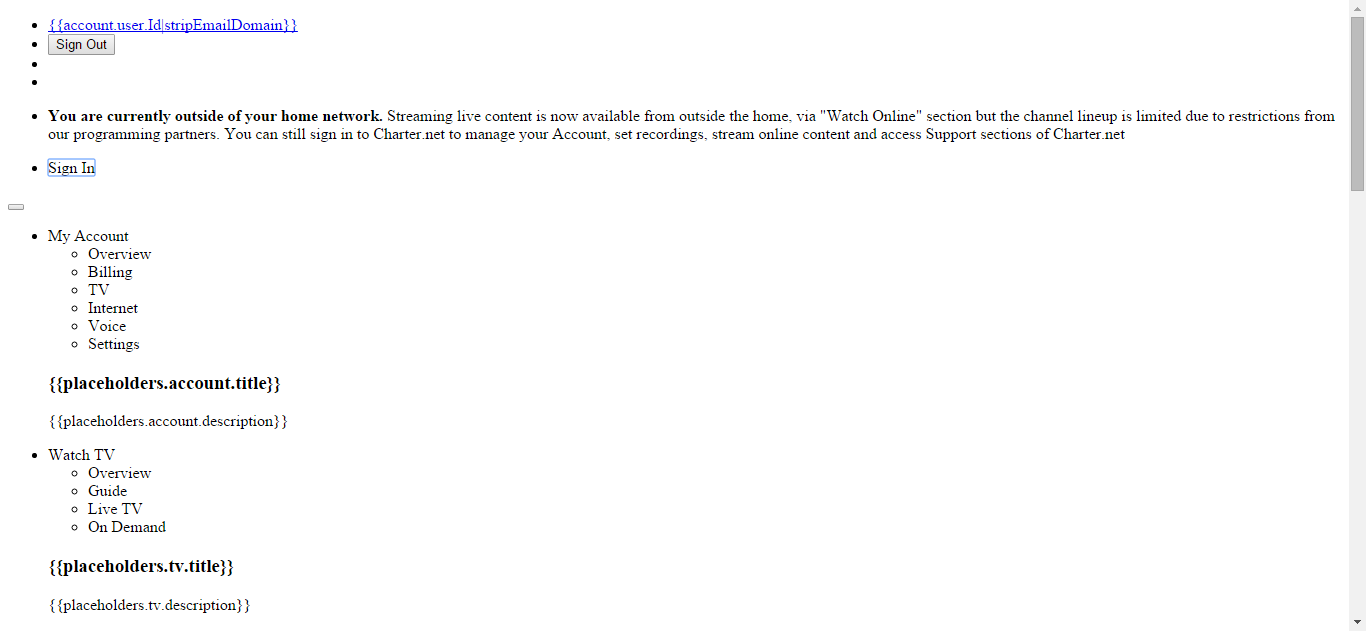 {{account.user.Id|stripEmailDomain}}
Sign Out
You are currently outside of your home network. Streaming live content is now available from outside the home, via "Watch Online" section but the channel lineup is limited due to restrictions from
our programming partners. You can still sign in to Charter.net to manage your Account, set recordings, stream online content and access Support sections of Charter.net
Sign In
My Account
Overview
Billing
TV
Internet
Voice
Settings
{{placeholders.account.title}}
{{placeholders.account.description}}
Watch TV
Overview
Guide
Live TV
On Demand
{{placeholders.tv.title}}
{{placeholders.tv.description}}